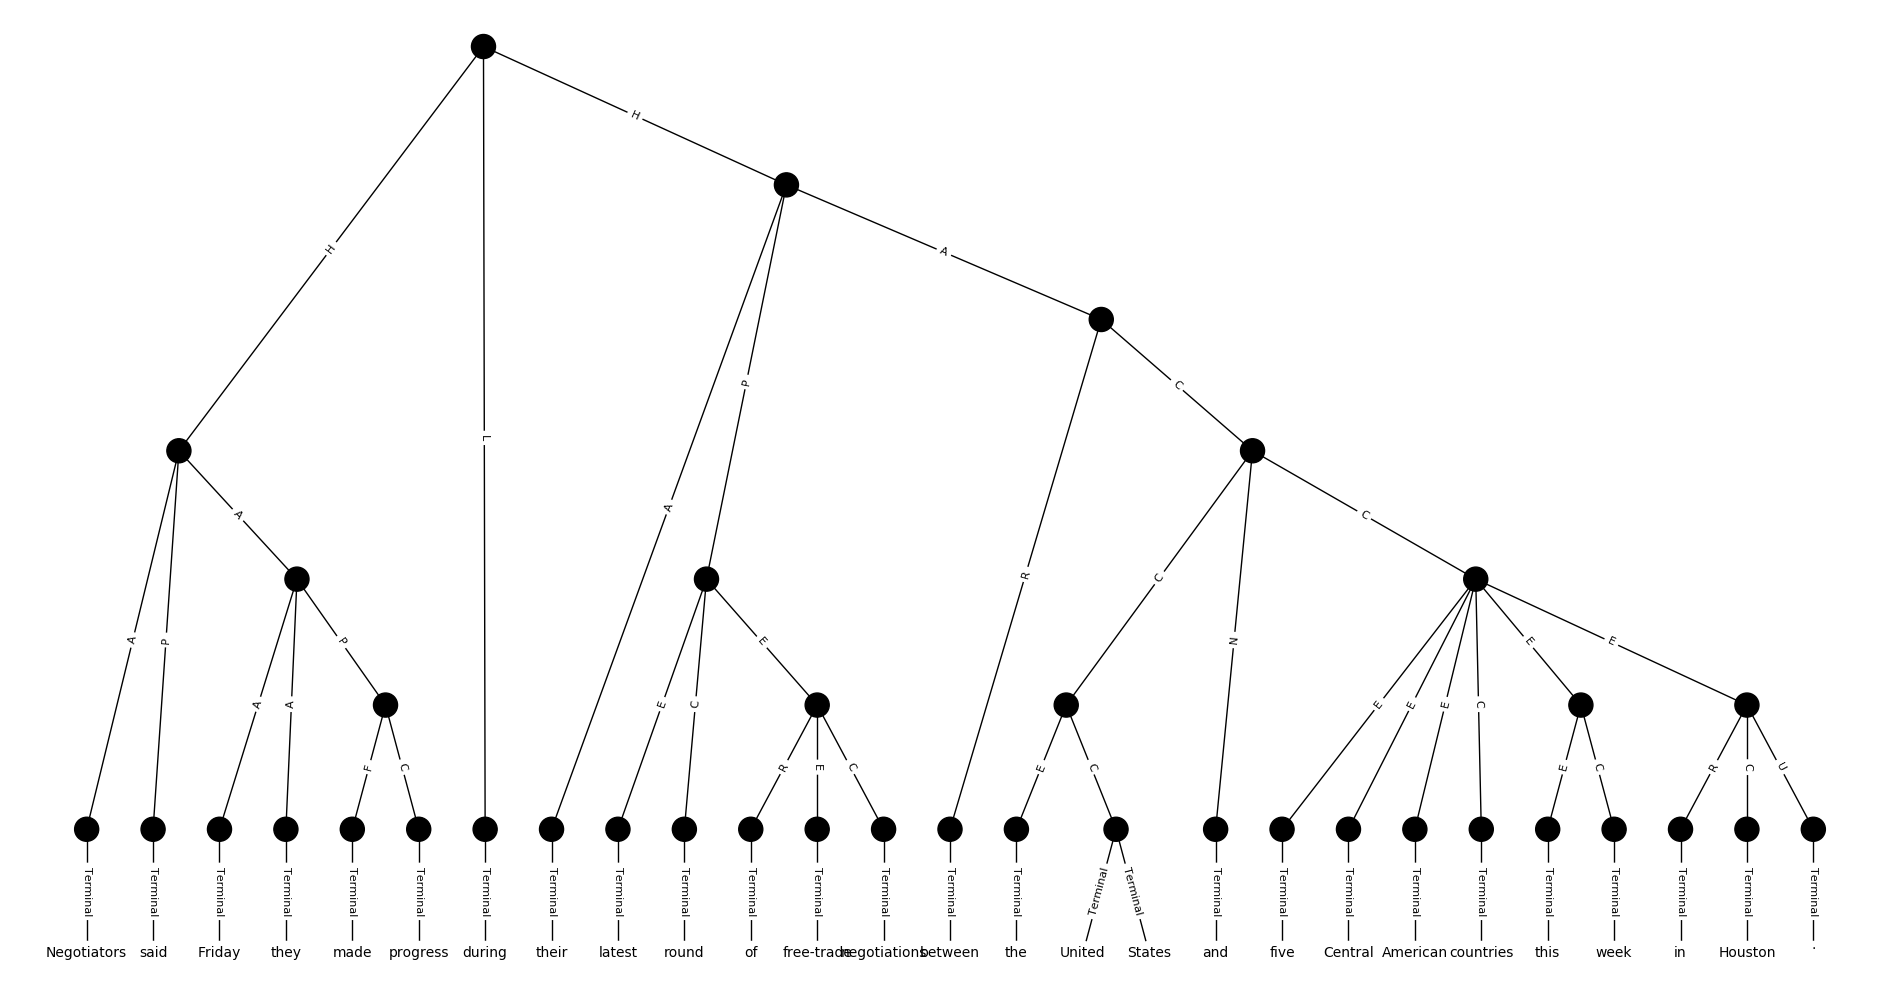 H
A
H
C
P
L
C
A
A
C
R
A
P
N
E
E
E
P
A
A
E
C
E
E
E
C
F
C
R
E
C
E
C
E
C
R
C
U
Terminal Terminal Terminal Terminal Terminal Terminal Terminal Terminal Terminal Terminal Terminal Terminal Terminal Terminal Terminal Terminal Terminal Terminal Terminal Terminal Terminal Terminal Terminal Terminal Terminal Terminal Terminal
Negotiators said Friday they made progress during their latest round of free-trade negotiations between the United States and five Central American countries this week in Houston .